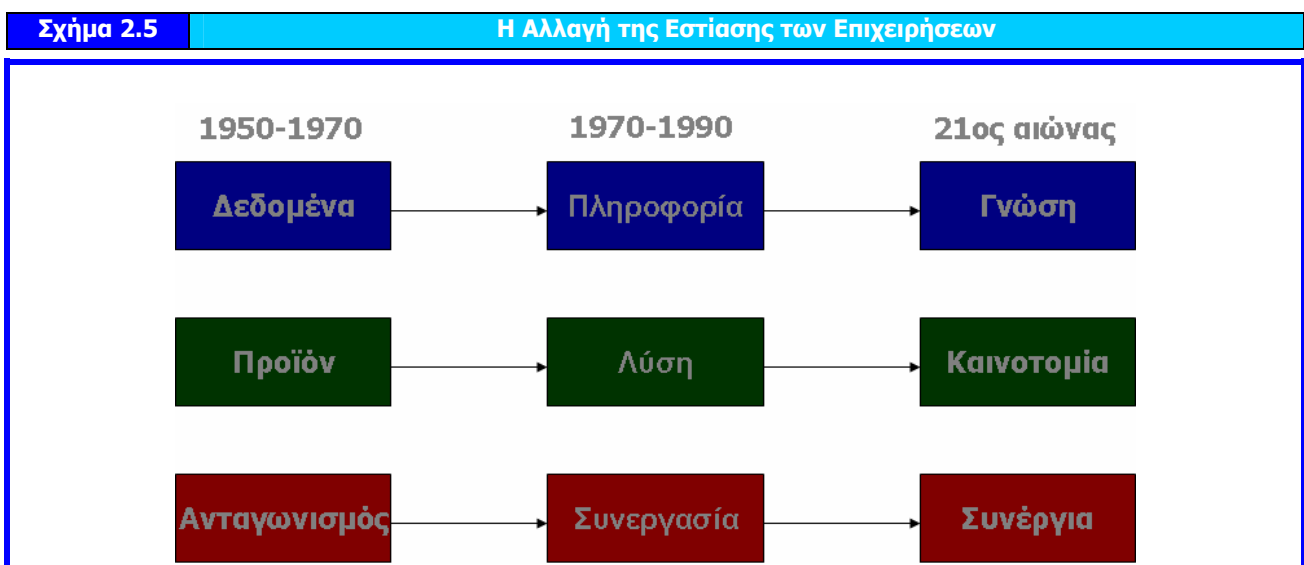 Σχήμα 2.5 Η Αλλαγή της Εστίασης των Επιχειρήσεων
1950-1970 1970-1990 21ος αιώνας
Δεδομένα Πληροφορία Γνώση
Προϊόν Λύση Καινοτομία
Ανταγωνισμός Συνεργασία Συνέργια